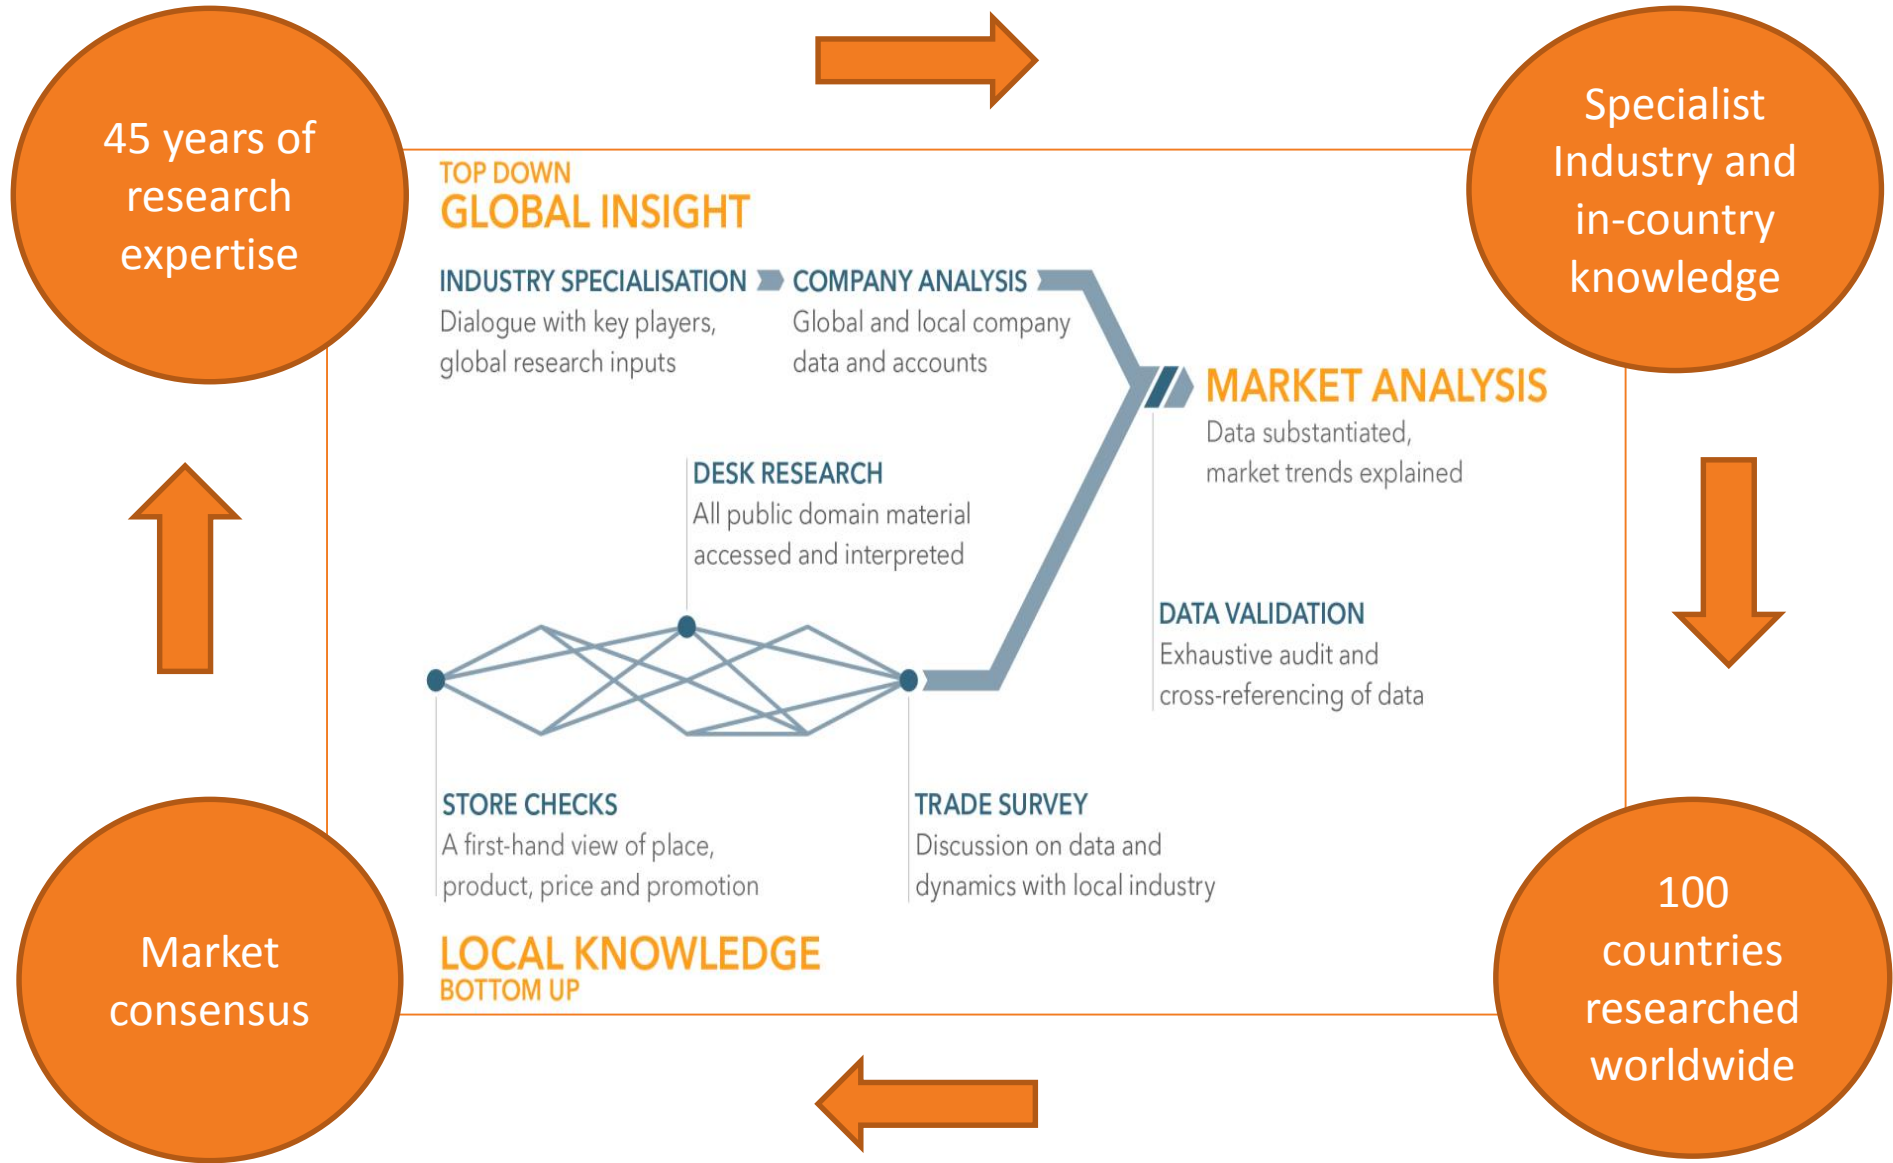 45 years of
research
expertise
Specialist
Industry and
in-country
knowledge
TOP DOWN
GLOBAL INSIGHT
INDUSTRY SPECIALISATION
Dialogue with key players,
global research inputs
COMPANY ANALYSIS
Global and local company
data and accounts
MARKET ANALYSIS
Data substantiated,
market trends explained
DESK RESEARCH
All public domain material
accessed and interpreted
DATA VALIDATION
Exhaustive audit and
cross-referencing of data
STORE CHECKS
A first-hand view of place,
product, price and promotion
TRADE SURVEY
Discussion on data and
dynamics with local industry
LOCAL KNOWLEDGE
BOTTOM UP
Market
consensus
100
countries
researched
worldwide